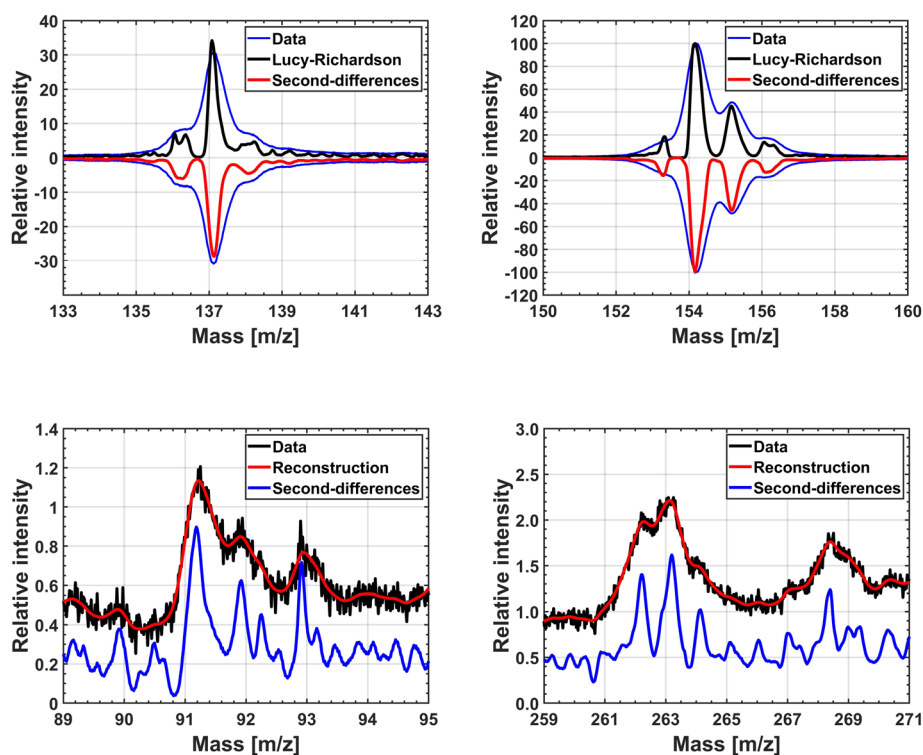 Relative intensity
40
30
20
10
0
-10
-20
-30
Data
Lucy-Richardson
Second-differences
133 135 137 139 141 143
Mass [m/z]
Relative intensity
120
100
80
60
40
20
0
-20
-40
-60
-80
-100
-120
Data
Lucy-Richardson
Second-differences
150 152 154 156 158 160
Mass [m/z]
Relative intensity
1.4
1.2
1.0
0.8
0.6
0.4
0.2
0
Data
Reconstruction
Second-differences
89 90 91 92 93 94 95
Mass [m/z]
Relative intensity
3.0
2.5
2.0
1.5
1.0
0.5
0
Data
Reconstruction
Second-differences
259 261 263 265 267 269 271
Mass [m/z]